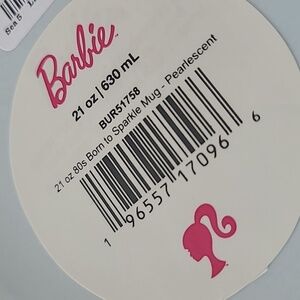 Barbie
21 oz | 630 mL
BUR51758
21 oz 80s Born to Sparkle Mug - Pearlescent
1 96557 17096 6